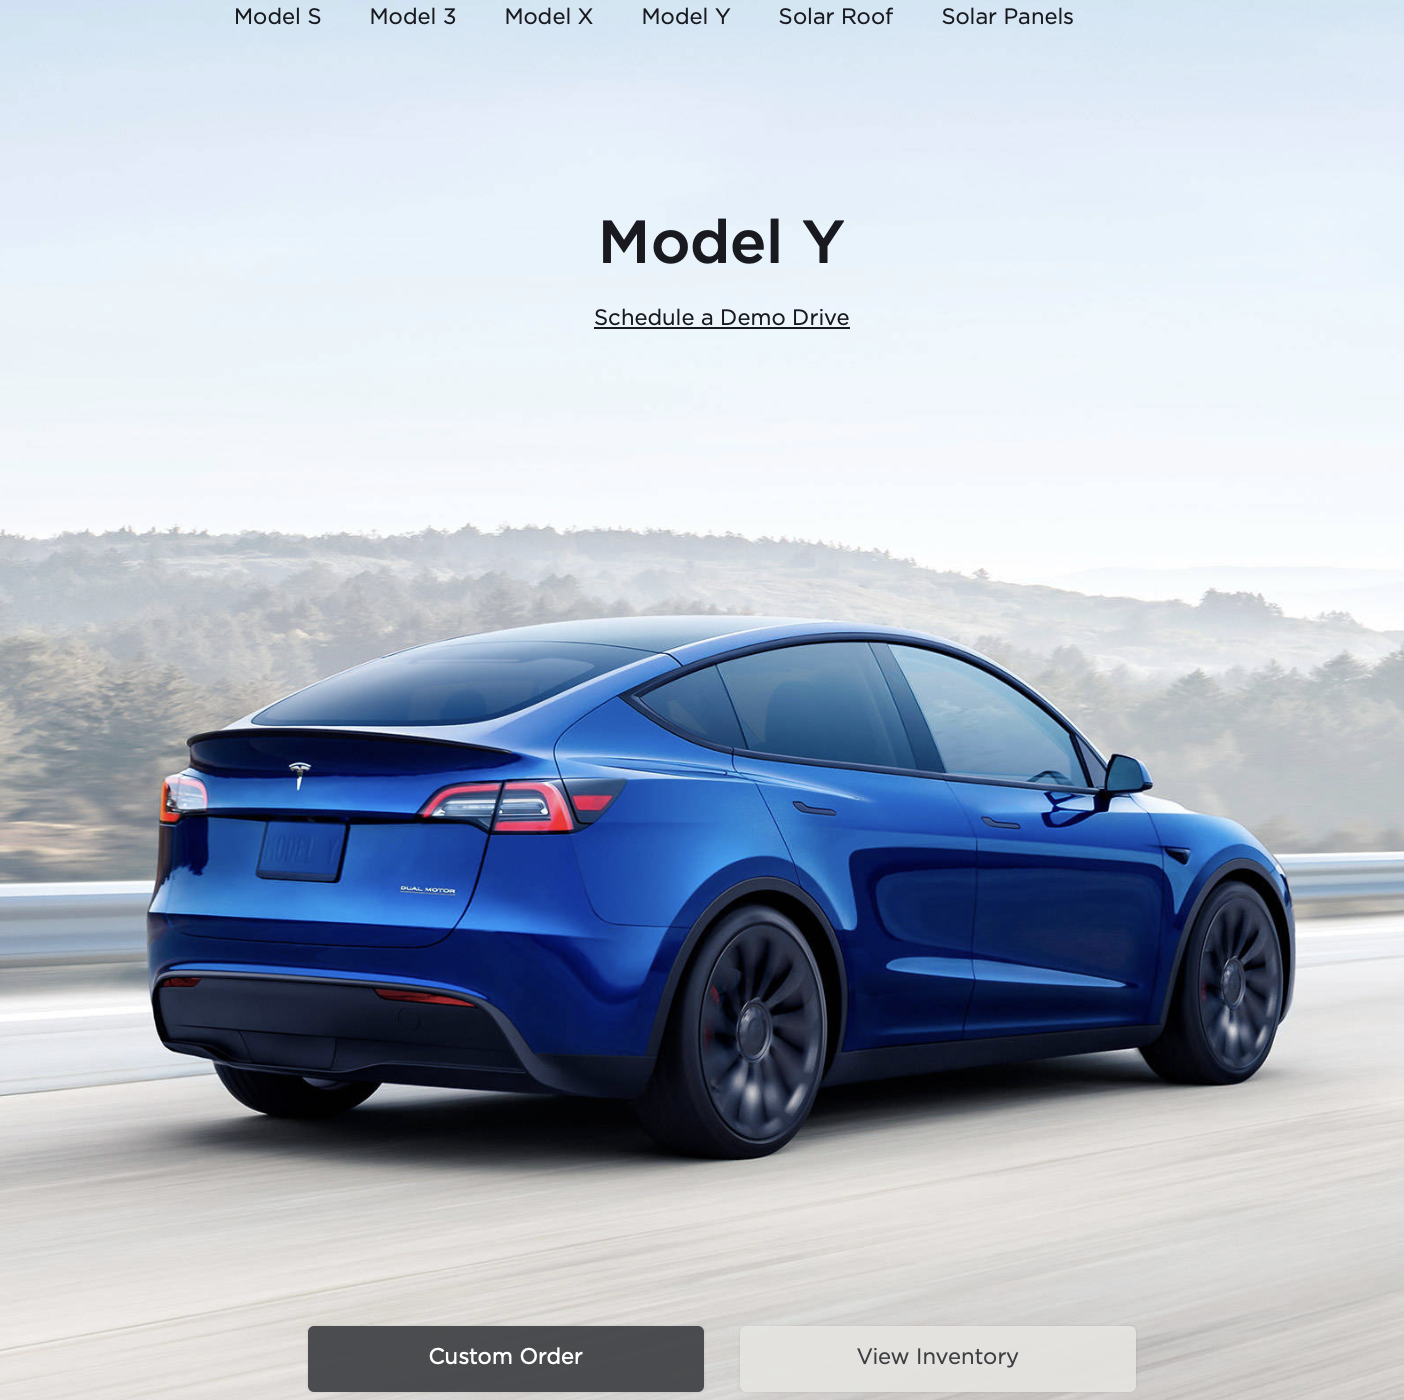 Model S Model 3 Model X Model Y Solar Roof Solar Panels
Model Y
Schedule a Demo Drive
MODEL Y
DUAL MOTOR
Custom Order View Inventory